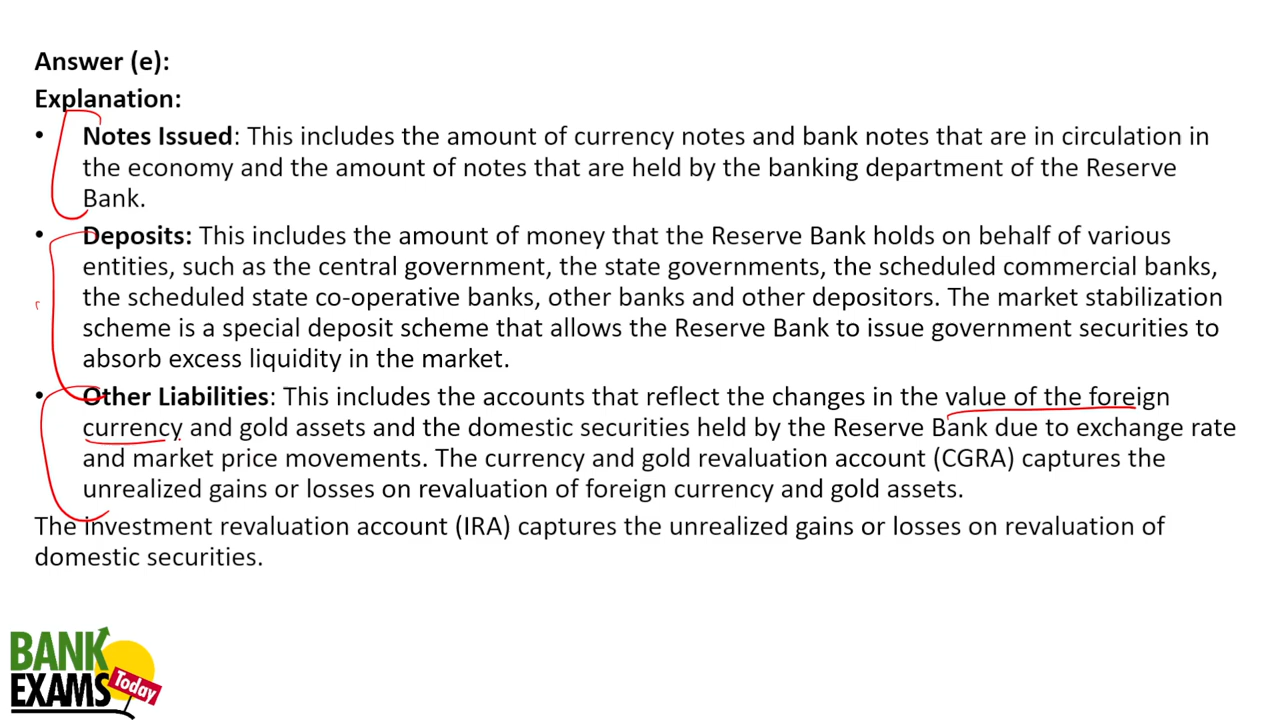 Answer (e):
Explanation:
• Notes Issued: This includes the amount of currency notes and bank notes that are in circulation in
the economy and the amount of notes that are held by the banking department of the Reserve
Bank.
• Deposits: This includes the amount of money that the Reserve Bank holds on behalf of various
entities, such as the central government, the state governments, the scheduled commercial banks,
the scheduled state co-operative banks, other banks and other depositors. The market stabilization
scheme is a special deposit scheme that allows the Reserve Bank to issue government securities to
absorb excess liquidity in the market.
• Other Liabilities: This includes the accounts that reflect the changes in the value of the foreign
currency and gold assets and the domestic securities held by the Reserve Bank due to exchange rate
and market price movements. The currency and gold revaluation account (CGRA) captures the
unrealized gains or losses on revaluation of foreign currency and gold assets.
The investment revaluation account (IRA) captures the unrealized gains or losses on revaluation of
domestic securities.
BANK
EXAMS
Today